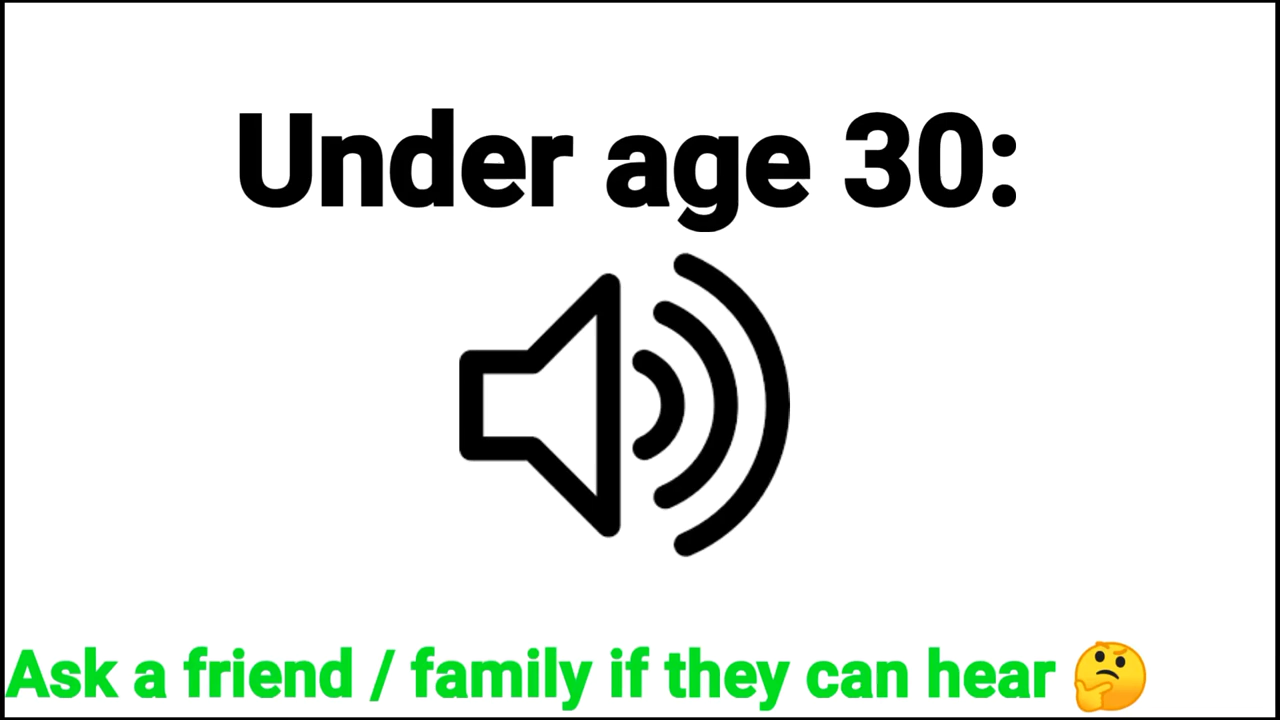 Under age 30:
Ask a friend / family if they can hear 🤔